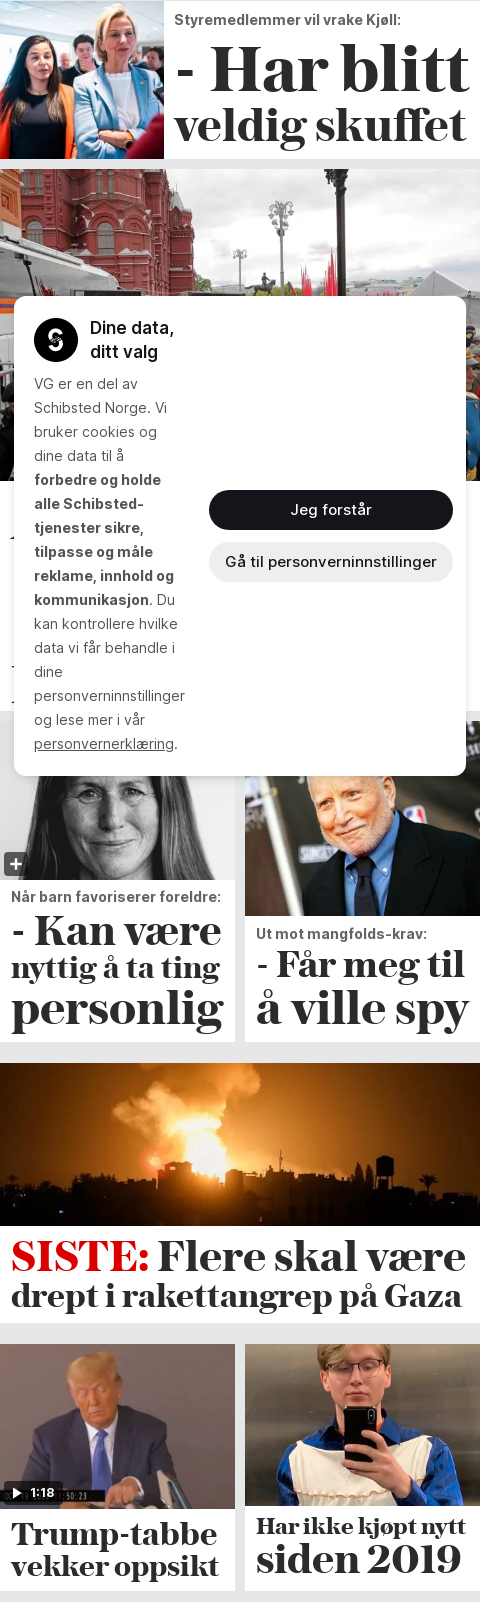 Styremedlemmer vil vrake Kjøll:
- Har blitt
veldig skuffet
Dine data,
ditt valg
VG er en del av
Schibsted Norge. Vi
bruker cookies og
dine data til å
forbedre og holde
alle Schibsted-
tjenester sikre,
tilpasse og måle
reklame, innhold og
kommunikasjon. Du
kan kontrollere hvilke
data vi får behandle i
dine
personverninnstillinger
og lese mer i vår
personvernerklæring.
Jeg forstår
Gå til personverninnstillinger
Når barn favoriserer foreldre:
- Kan være
nyttig å ta ting
personlig
Ut mot mangfolds-krav:
- Får meg til
å ville spy
SISTE: Flere skal være
drept i rakettangrep på Gaza
1:18
Trump-tabbe
vekker oppsikt
Har ikke kjøpt nytt
siden 2019